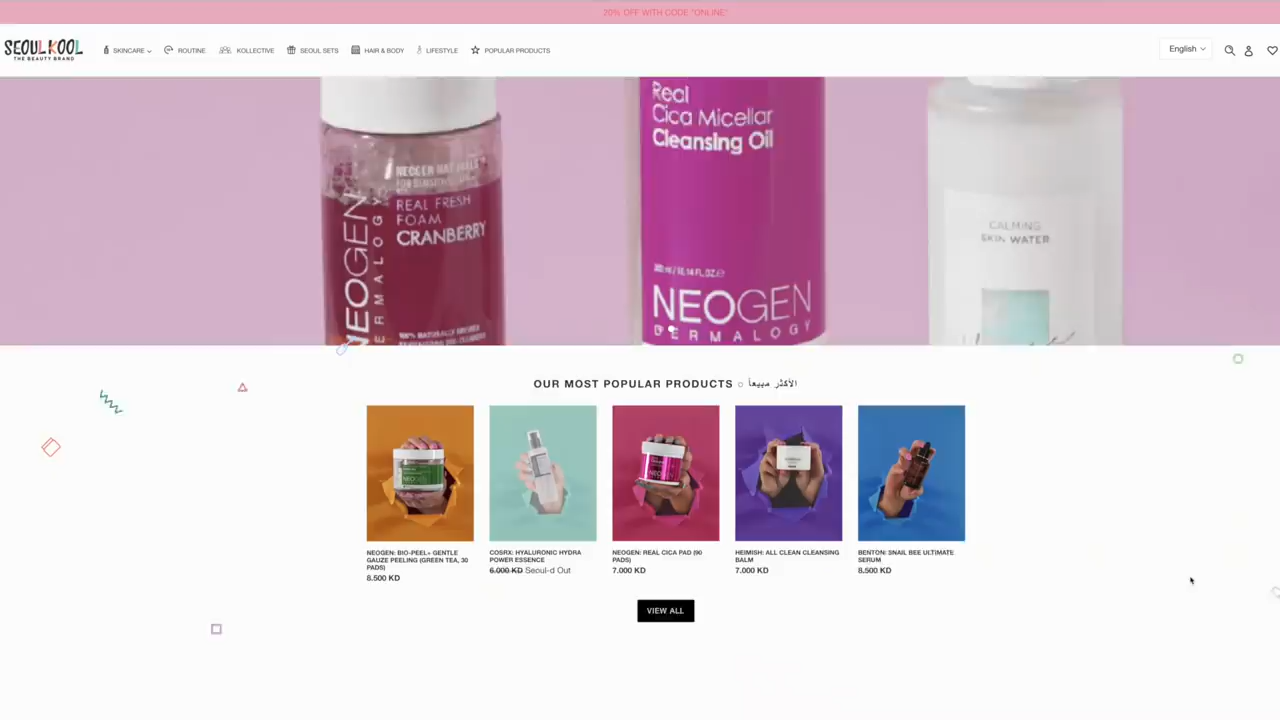 20% OFF WITH CODE "ONLINE"
SEOUL KOOL
THE BEAUTY BRAND
SKINCARE
ROUTINE
KOLLECTIVE
SEOUL SETS
HAIR & BODY
LIFESTYLE
POPULAR PRODUCTS
English
NEOGEN
DERMALOGY
REAL FRESH
FOAM
CRANBERRY
Real
Cica Micellar
Cleansing Oil
NEOGEN
DERMALOGY
CALMING
SKIN WATER
OUR MOST POPULAR PRODUCTS ○ الأكثر مبيعاً
NEOGEN: BIO-PEEL+ GENTLE
GAUZE PEELING (GREEN TEA, 30
PADS)
8.500 KD
COSRX: HYALURONIC HYDRA
POWER ESSENCE
6.000 KD Seoul-d Out
NEOGEN: REAL CICA PAD (90
PADS)
7.000 KD
HEIMISH: ALL CLEAN CLEANSING
BALM
7.000 KD
BENTON: SNAIL BEE ULTIMATE
SERUM
8.500 KD
VIEW ALL